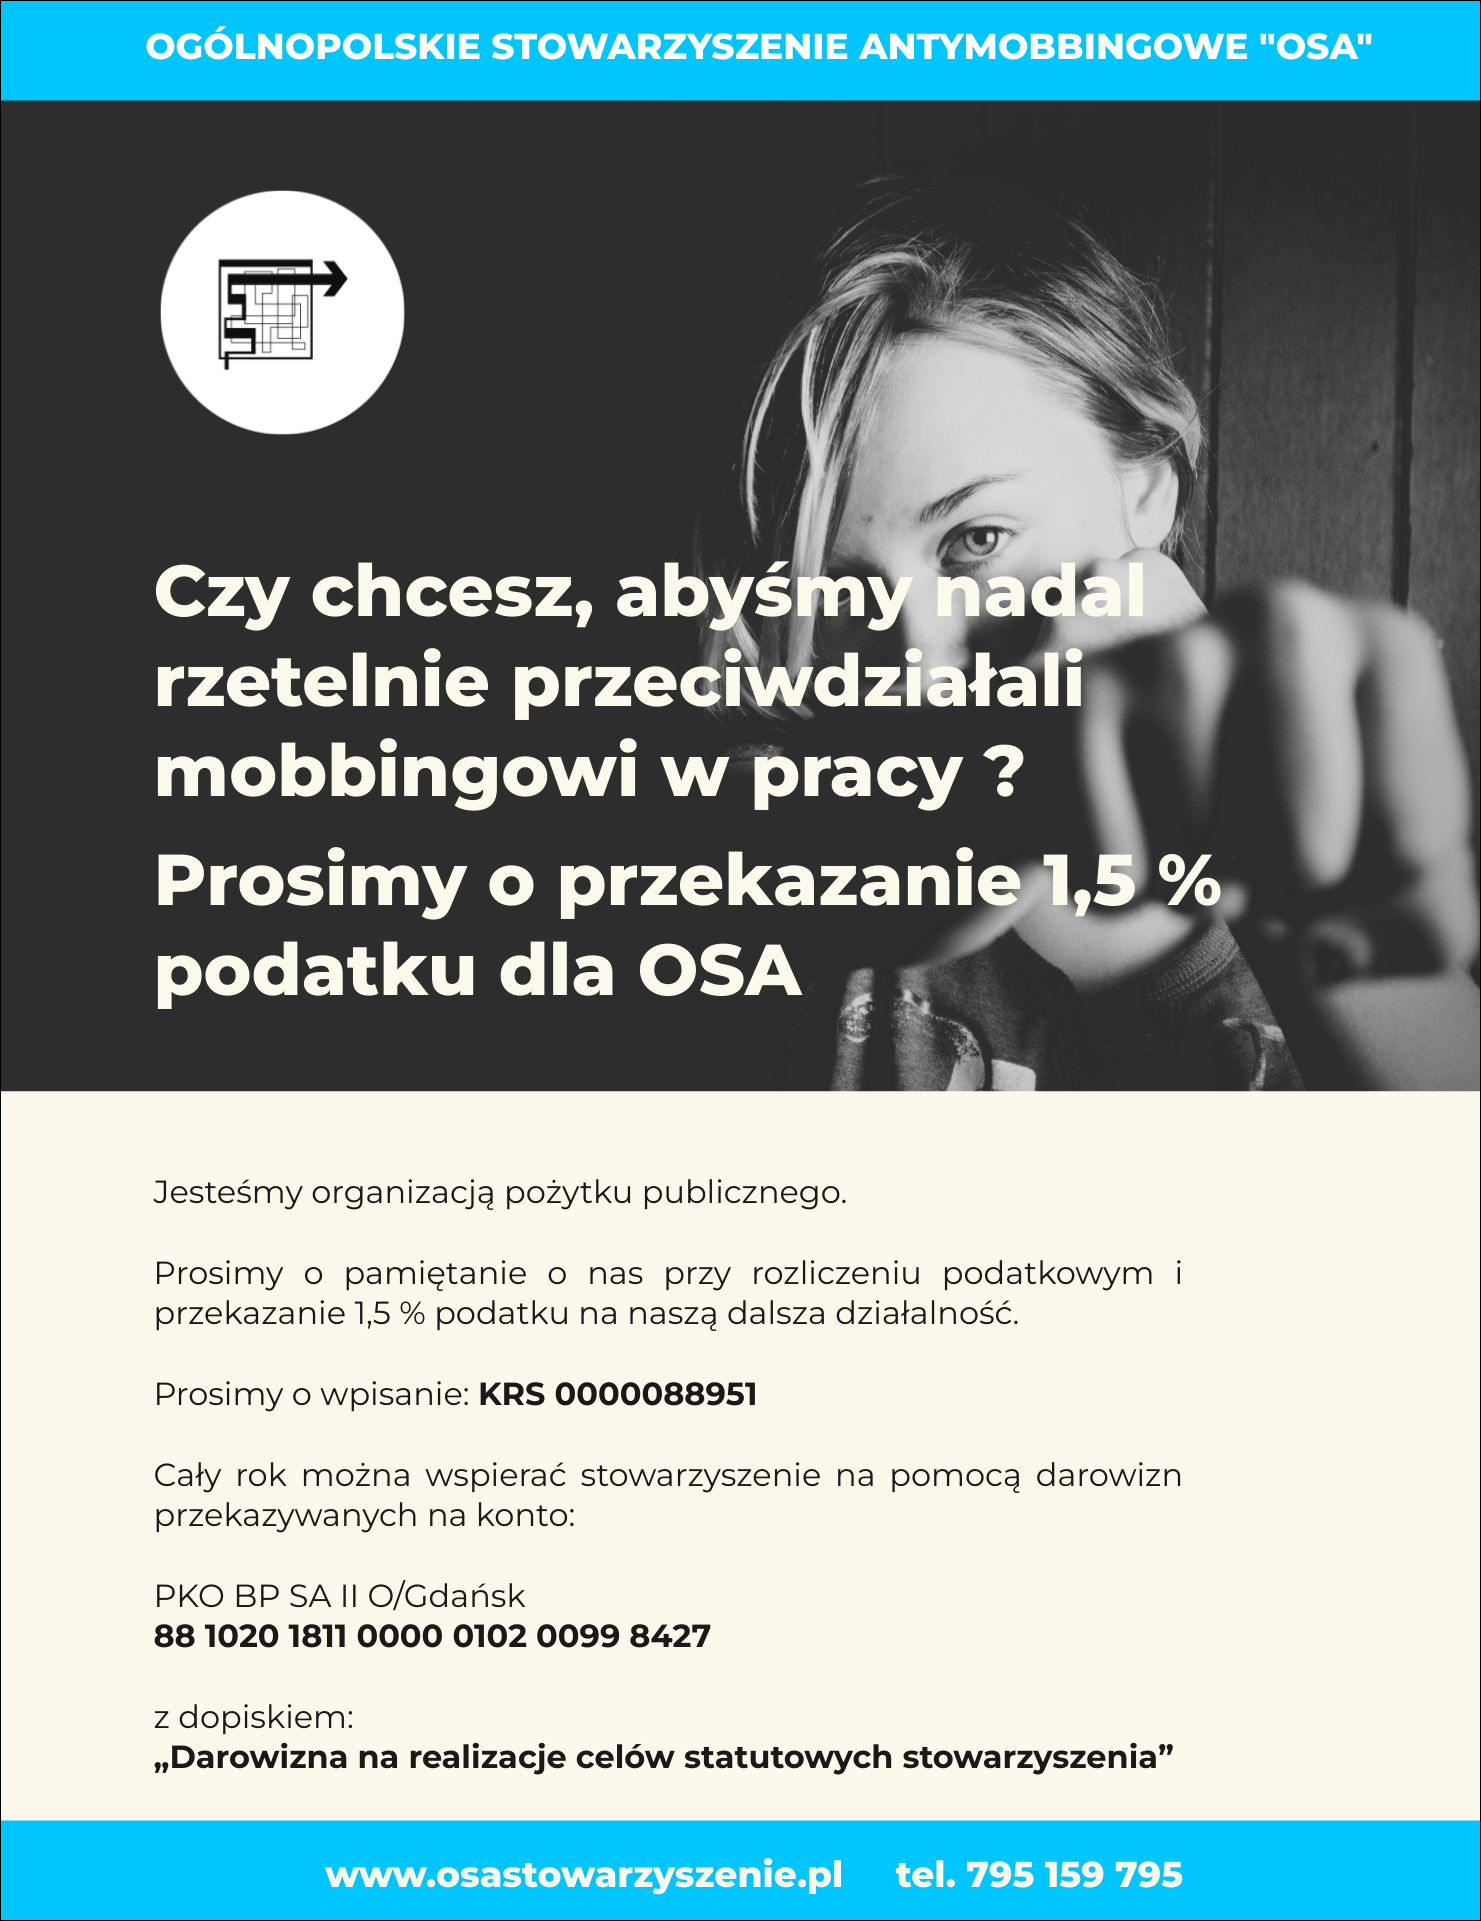 OGÓLNOPOLSKIE STOWARZYSZENIE ANTYMOBBINGOWE "OSA"
Czy chcesz, abyśmy nadal
rzetelnie przeciwdziałali
mobbingowi w pracy ?
Prosimy o przekazanie 1,5 %
podatku dla OSA
Jesteśmy organizacją pożytku publicznego.
Prosimy o pamiętanie o nas przy rozliczeniu podatkowym i
przekazanie 1,5 % podatku na naszą dalsza działalność.
Prosimy o wpisanie: KRS 0000088951
Cały rok można wspierać stowarzyszenie na pomocą darowizn
przekazywanych na konto:
PKO BP SA II O/Gdańsk
88 1020 1811 0000 0102 0099 8427
z dopiskiem:
„Darowizna na realizacje celów statutowych stowarzyszenia”
www.osastowarzyszenie.pl tel. 795 159 795